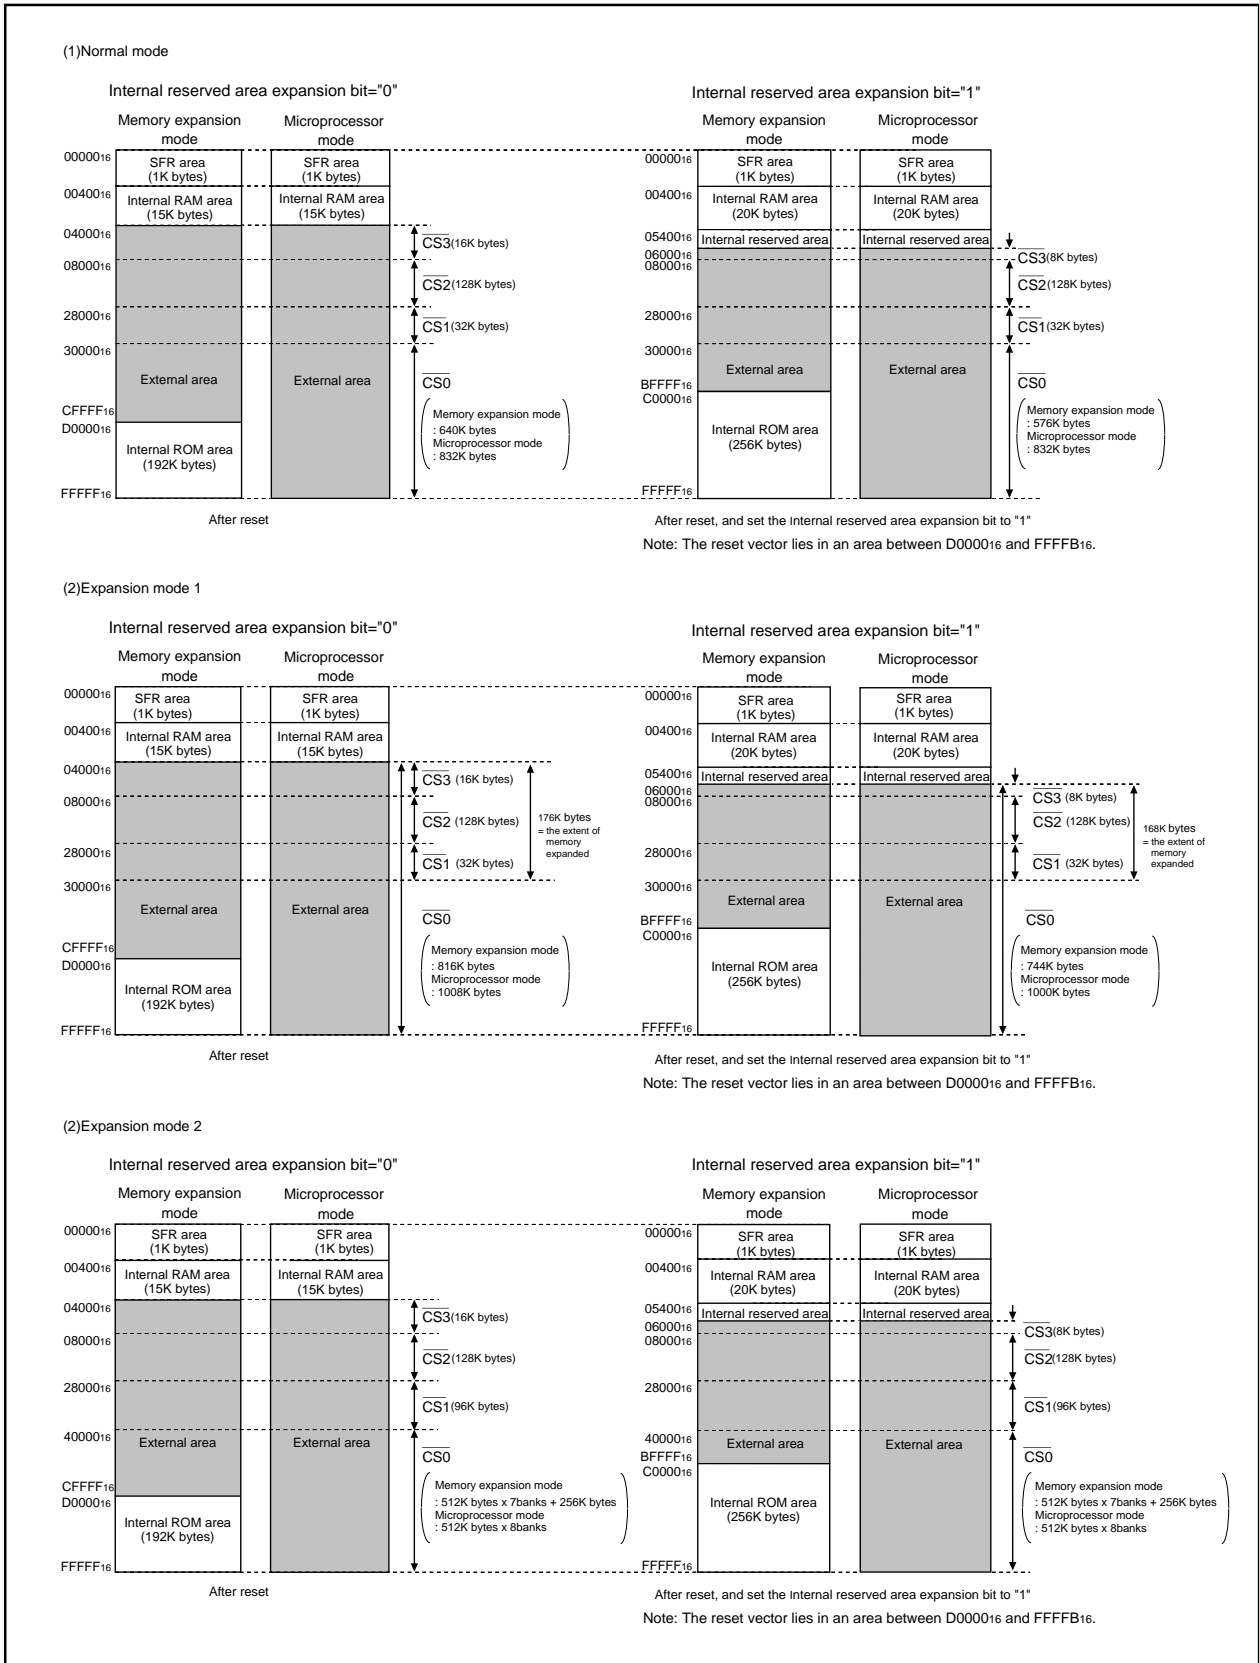 (1)Normal mode
Internal reserved area expansion bit="0"
Memory expansion
mode
Microprocessor
mode
0000016
SFR area
(1K bytes)
SFR area
(1K bytes)
0040016
Internal RAM area
(15K bytes)
Internal RAM area
(15K bytes)
0400016
CS3(16K bytes)
0800016
CS2(128K bytes)
2800016
CS1(32K bytes)
3000016
External area
External area
CS0
Memory expansion mode
: 640K bytes
Microprocessor mode
: 832K bytes
CFFFF16
D000016
Internal ROM area
(192K bytes)
FFFFF16
After reset
Internal reserved area expansion bit="1"
Memory expansion
mode
Microprocessor
mode
0000016
SFR area
(1K bytes)
SFR area
(1K bytes)
0040016
Internal RAM area
(20K bytes)
Internal RAM area
(20K bytes)
0540016
Internal reserved area
Internal reserved area
0600016
0800016
CS3(8K bytes)
CS2(128K bytes)
2800016
CS1(32K bytes)
3000016
External area
External area
CS0
BFFFF16
C000016
Memory expansion mode
: 576K bytes
Microprocessor mode
: 832K bytes
Internal ROM area
(256K bytes)
FFFFF16
After reset, and set the Internal reserved area expansion bit to "1"
Note: The reset vector lies in an area between D000016 and FFFFB16.
(2)Expansion mode 1
Internal reserved area expansion bit="0"
Memory expansion
mode
Microprocessor
mode
0000016
SFR area
(1K bytes)
SFR area
(1K bytes)
0040016
Internal RAM area
(15K bytes)
Internal RAM area
(15K bytes)
0400016
CS3 (16K bytes)
0800016
CS2 (128K bytes)
176K bytes
= the extent of
memory
expanded
2800016
CS1 (32K bytes)
3000016
External area
External area
CS0
Memory expansion mode
: 816K bytes
Microprocessor mode
: 1008K bytes
CFFFF16
D000016
Internal ROM area
(192K bytes)
FFFFF16
After reset
Internal reserved area expansion bit="1"
Memory expansion
mode
Microprocessor
mode
0000016
SFR area
(1K bytes)
SFR area
(1K bytes)
0040016
Internal RAM area
(20K bytes)
Internal RAM area
(20K bytes)
0540016
Internal reserved area
Internal reserved area
0600016
0800016
CS3 (8K bytes)
CS2 (128K bytes)
168K bytes
= the extent of
memory
expanded
2800016
CS1 (32K bytes)
3000016
External area
External area
CS0
BFFFF16
C000016
Memory expansion mode
: 744K bytes
Microprocessor mode
: 1000K bytes
Internal ROM area
(256K bytes)
FFFFF16
After reset, and set the Internal reserved area expansion bit to "1"
Note: The reset vector lies in an area between D000016 and FFFFB16.
(2)Expansion mode 2
Internal reserved area expansion bit="0"
Memory expansion
mode
Microprocessor
mode
0000016
SFR area
(1K bytes)
SFR area
(1K bytes)
0040016
Internal RAM area
(15K bytes)
Internal RAM area
(15K bytes)
0400016
CS3(16K bytes)
0800016
CS2(128K bytes)
2800016
CS1(96K bytes)
4000016
External area
External area
CS0
Memory expansion mode
: 512K bytes x 7banks + 256K bytes
Microprocessor mode
: 512K bytes x 8banks
CFFFF16
D000016
Internal ROM area
(192K bytes)
FFFFF16
After reset
Internal reserved area expansion bit="1"
Memory expansion
mode
Microprocessor
mode
0000016
SFR area
(1K bytes)
SFR area
(1K bytes)
0040016
Internal RAM area
(20K bytes)
Internal RAM area
(20K bytes)
0540016
Internal reserved area
Internal reserved area
0600016
0800016
CS3(8K bytes)
CS2(128K bytes)
2800016
CS1(96K bytes)
4000016
External area
External area
CS0
BFFFF16
C000016
Memory expansion mode
: 512K bytes x 7banks + 256K bytes
Microprocessor mode
: 512K bytes x 8banks
Internal ROM area
(256K bytes)
FFFFF16
After reset, and set the Internal reserved area expansion bit to "1"
Note: The reset vector lies in an area between D000016 and FFFFB16.